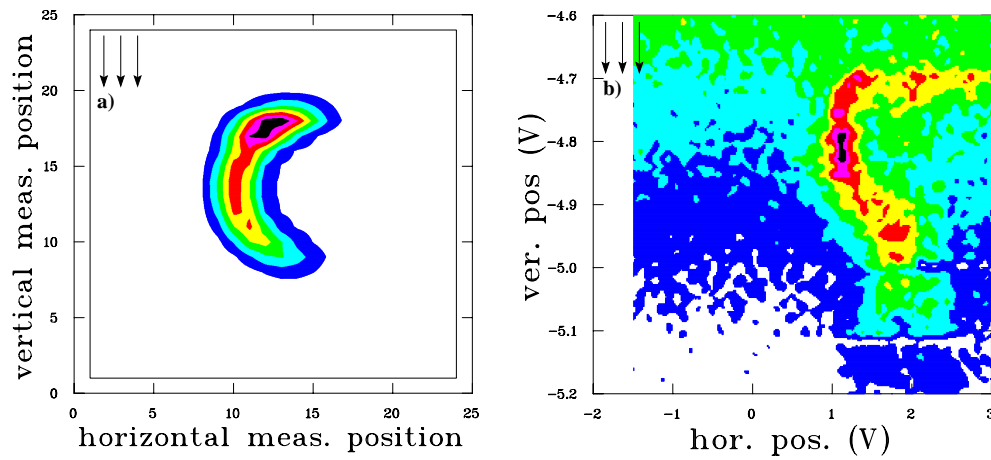 a)
25
20
15
10
5
0
vertical meas. position
0 5 10 15 20 25
horizontal meas. position
b)
-4.6
-4.7
-4.8
-4.9
-5.0
-5.1
-5.2
ver. pos (V)
-2 -1 0 1 2 3
hor. pos. (V)